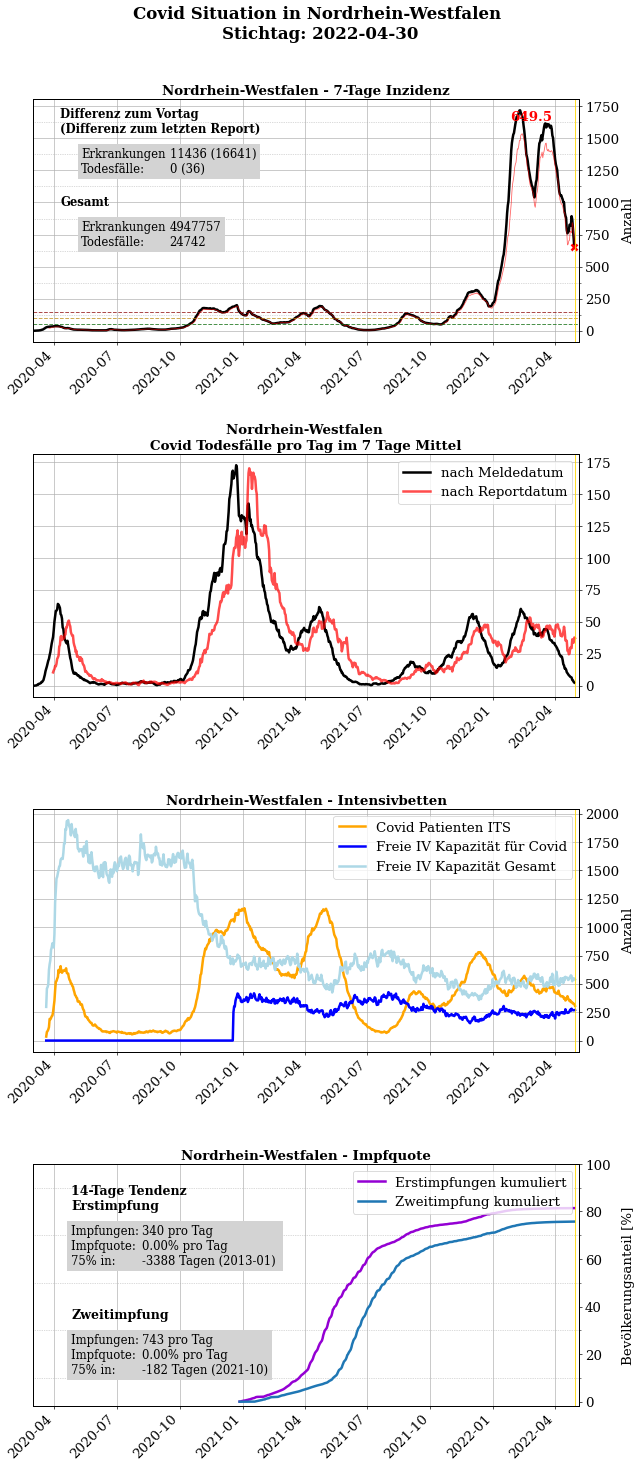 Covid Situation in Nordrhein-Westfalen
Stichtag: 2022-04-30
Nordrhein-Westfalen - 7-Tage Inzidenz
Differenz zum Vortag
(Differenz zum letzten Report)
Erkrankungen 11436 (16641)
Todesfälle: 0 (36)
Gesamt
Erkrankungen 4947757
Todesfälle: 24742
649.5
1750
1500
1250
1000
750
500
250
0
Anzahl
2020-04 2020-07 2020-10 2021-01 2021-04 2021-07 2021-10 2022-01 2022-04
Nordrhein-Westfalen
Covid Todesfälle pro Tag im 7 Tage Mittel
nach Meldedatum
nach Reportdatum
175
150
125
100
75
50
25
0
2020-04 2020-07 2020-10 2021-01 2021-04 2021-07 2021-10 2022-01 2022-04
Nordrhein-Westfalen - Intensivbetten
Covid Patienten ITS
Freie IV Kapazität für Covid
Freie IV Kapazität Gesamt
2000
1750
1500
1250
1000
750
500
250
0
Anzahl
2020-04 2020-07 2020-10 2021-01 2021-04 2021-07 2021-10 2022-01 2022-04
Nordrhein-Westfalen - Impfquote
14-Tage Tendenz
Erstimpfung
Impfungen: 340 pro Tag
Impfquote: 0.00% pro Tag
75% in: -3388 Tagen (2013-01)
Zweitimpfung
Impfungen: 743 pro Tag
Impfquote: 0.00% pro Tag
75% in: -182 Tagen (2021-10)
Erstimpfungen kumuliert
Zweitimpfung kumuliert
100
80
60
40
20
0
Bevölkerungsanteil [%]
2020-04 2020-07 2020-10 2021-01 2021-04 2021-07 2021-10 2022-01 2022-04